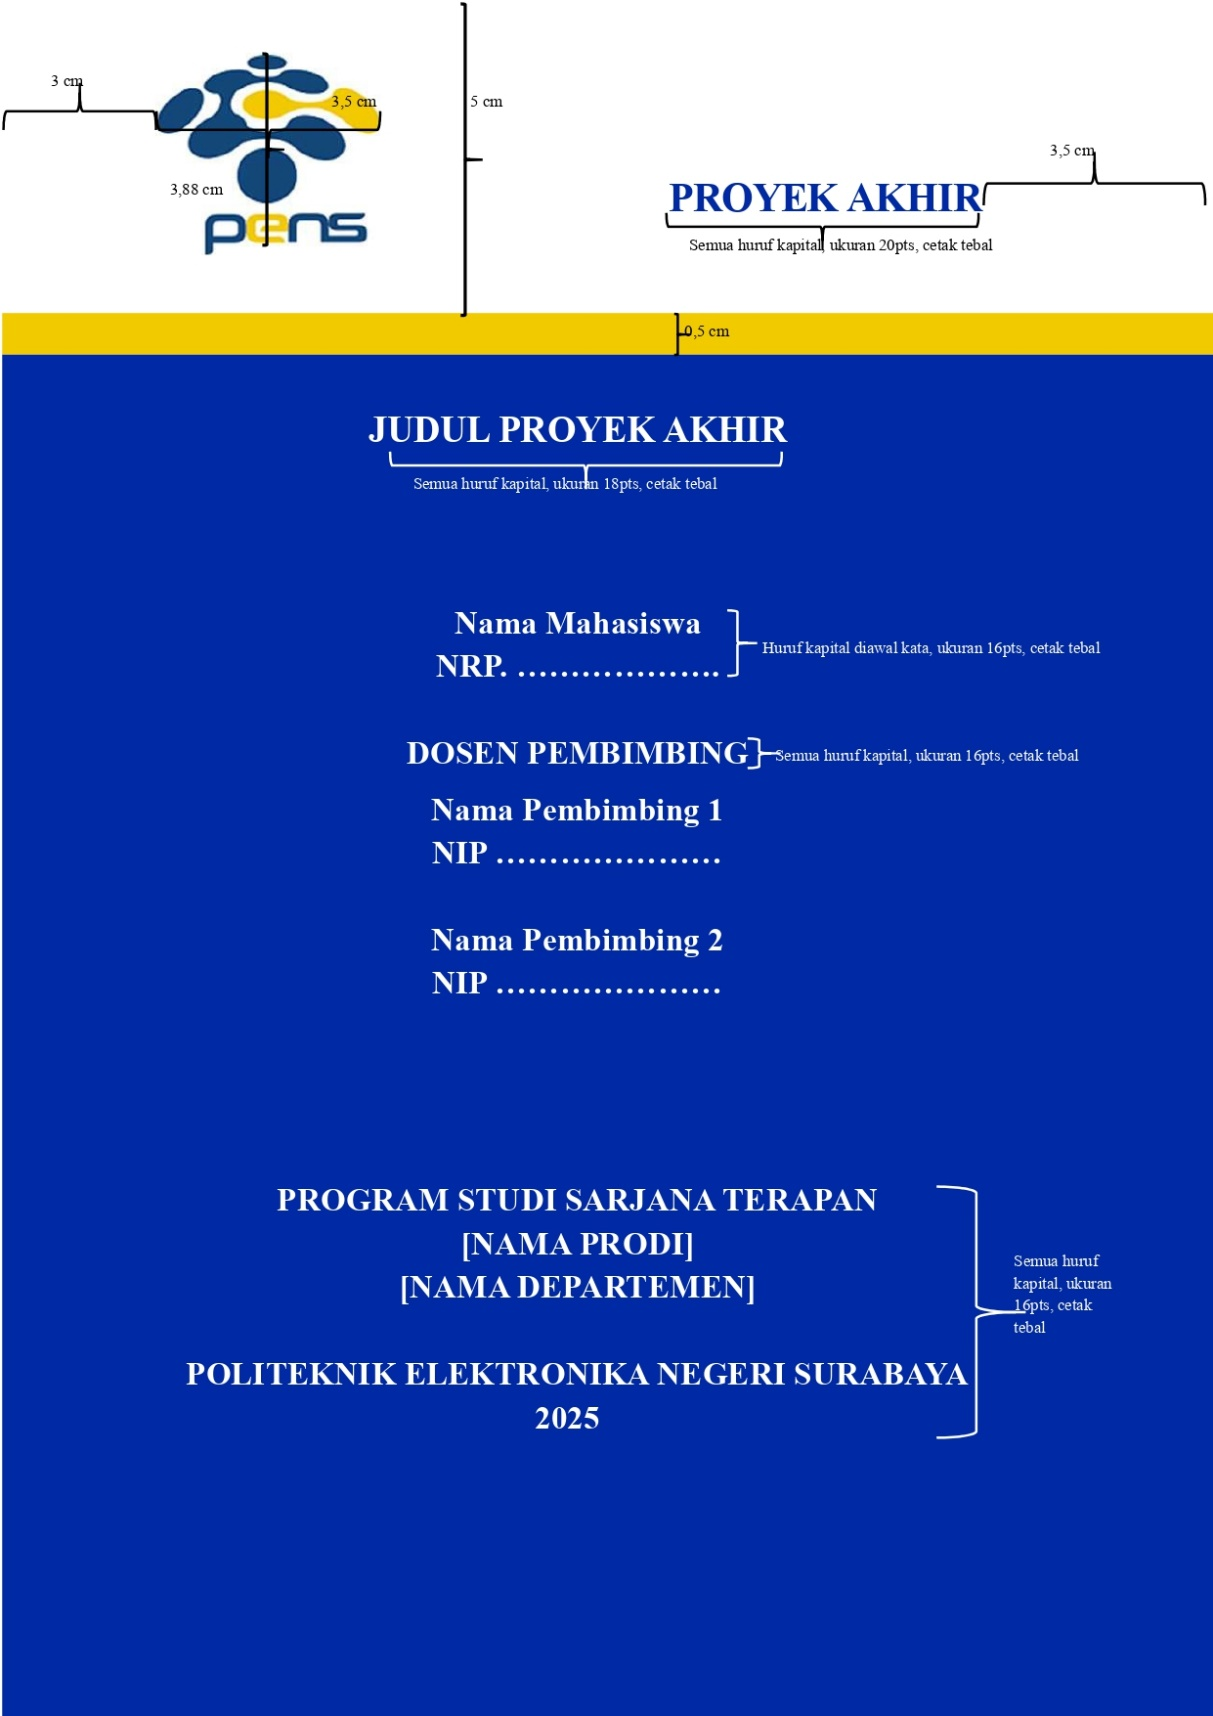 3 cm
3,5 cm
5 cm
3,88 cm
pens
3,5 cm
PROYEK AKHIR
Semua huruf kapital, ukuran 20pts, cetak tebal
0,5 cm
JUDUL PROYEK AKHIR
Semua huruf kapital, ukuran 18pts, cetak tebal
Nama Mahasiswa
NRP. ……………….
Huruf kapital diawal kata, ukuran 16pts, cetak tebal
DOSEN PEMBIMBING
Semua huruf kapital, ukuran 16pts, cetak tebal
Nama Pembimbing 1
NIP …………………
Nama Pembimbing 2
NIP …………………
PROGRAM STUDI SARJANA TERAPAN
[NAMA PRODI]
[NAMA DEPARTEMEN]
Semua huruf
kapital, ukuran
16pts, cetak
tebal
POLITEKNIK ELEKTRONIKA NEGERI SURABAYA
2025